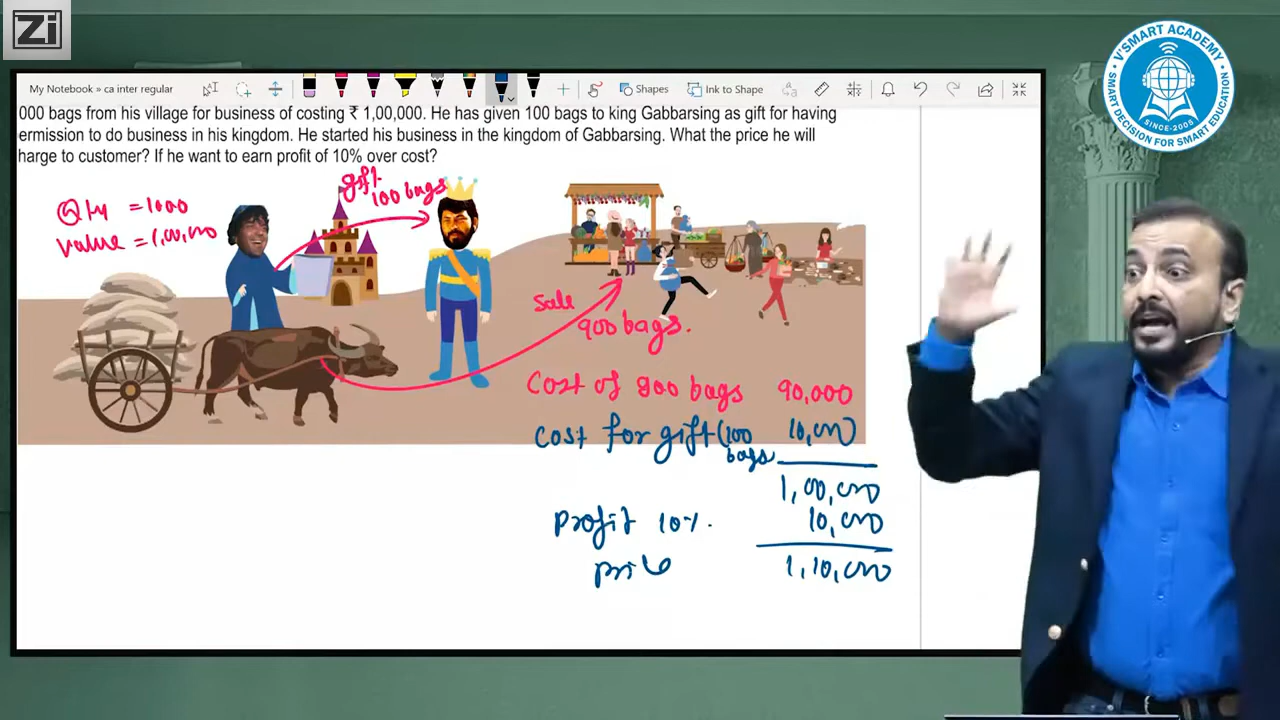 Zi
My Notebook » ca inter regular
Shapes
Ink to Shape
000 bags from his village for business of costing ₹ 1,00,000. He has given 100 bags to king Gabbarsing as gift for having
ermission to do business in his kingdom. He started his business in the kingdom of Gabbarsing. What the price he will
harge to customer? If he want to earn profit of 10% over cost?
gift
100 bags
Qty = 1000
Value = 1,00,000
Sale
900 bags.
Cost of 900 bags 90,000
Cost for gift (100 bags 10,000
1,00,000
Profit 10%. 10,000
Price 1,10,000
V'SMART ACADEMY
SINCE-2005
SMART DECISION FOR SMART EDUCATION